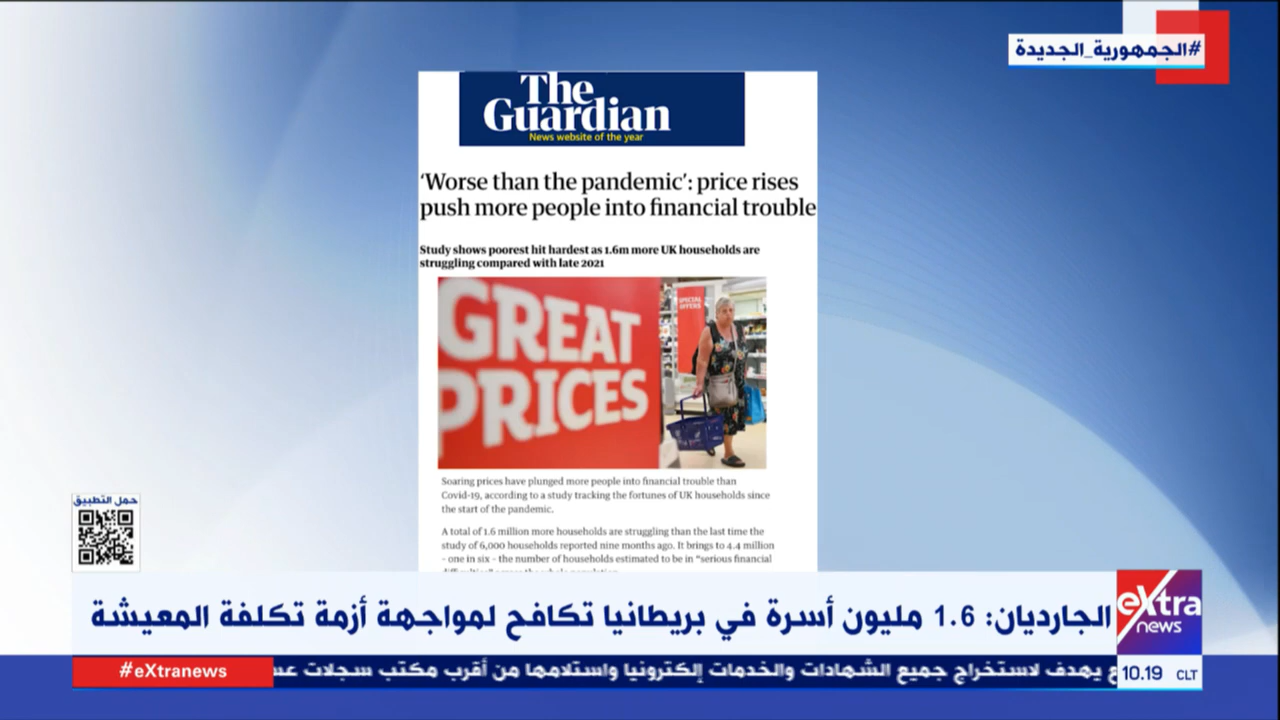 #الجمهورية_الجديدة
The
Guardian
News website of the year
‘Worse than the pandemic’: price rises
push more people into financial trouble
Study shows poorest hit hardest as 1.6m more UK households are
struggling compared with late 2021
GREAT
PRICES
SPECIAL
OFFERS
Soaring prices have plunged more people into financial trouble than
Covid-19, according to a study tracking the fortunes of UK households since
the start of the pandemic.
A total of 1.6 million more households are struggling than the last time the
study of 6,000 households reported nine months ago. It brings to 4.4 million
- one in six - the number of households estimated to be in “serious financial
حمل التطبيق
الجارديان: 1.6 مليون أسرة في بريطانيا تكافح لمواجهة أزمة تكلفة المعيشة
eXtra
news
#eXtranews
يهدف لاستخراج جميع الشهادات والخدمات إلكترونيا واستلامها من أقرب مكتب سجلات
10.19 CLT